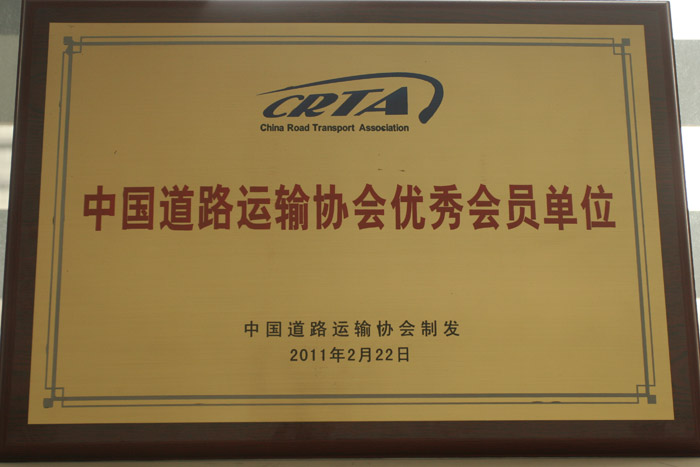 CRTA
China Road Transport Association
中国道路运输协会优秀会员单位
中国道路运输协会制发
2011年2月22日